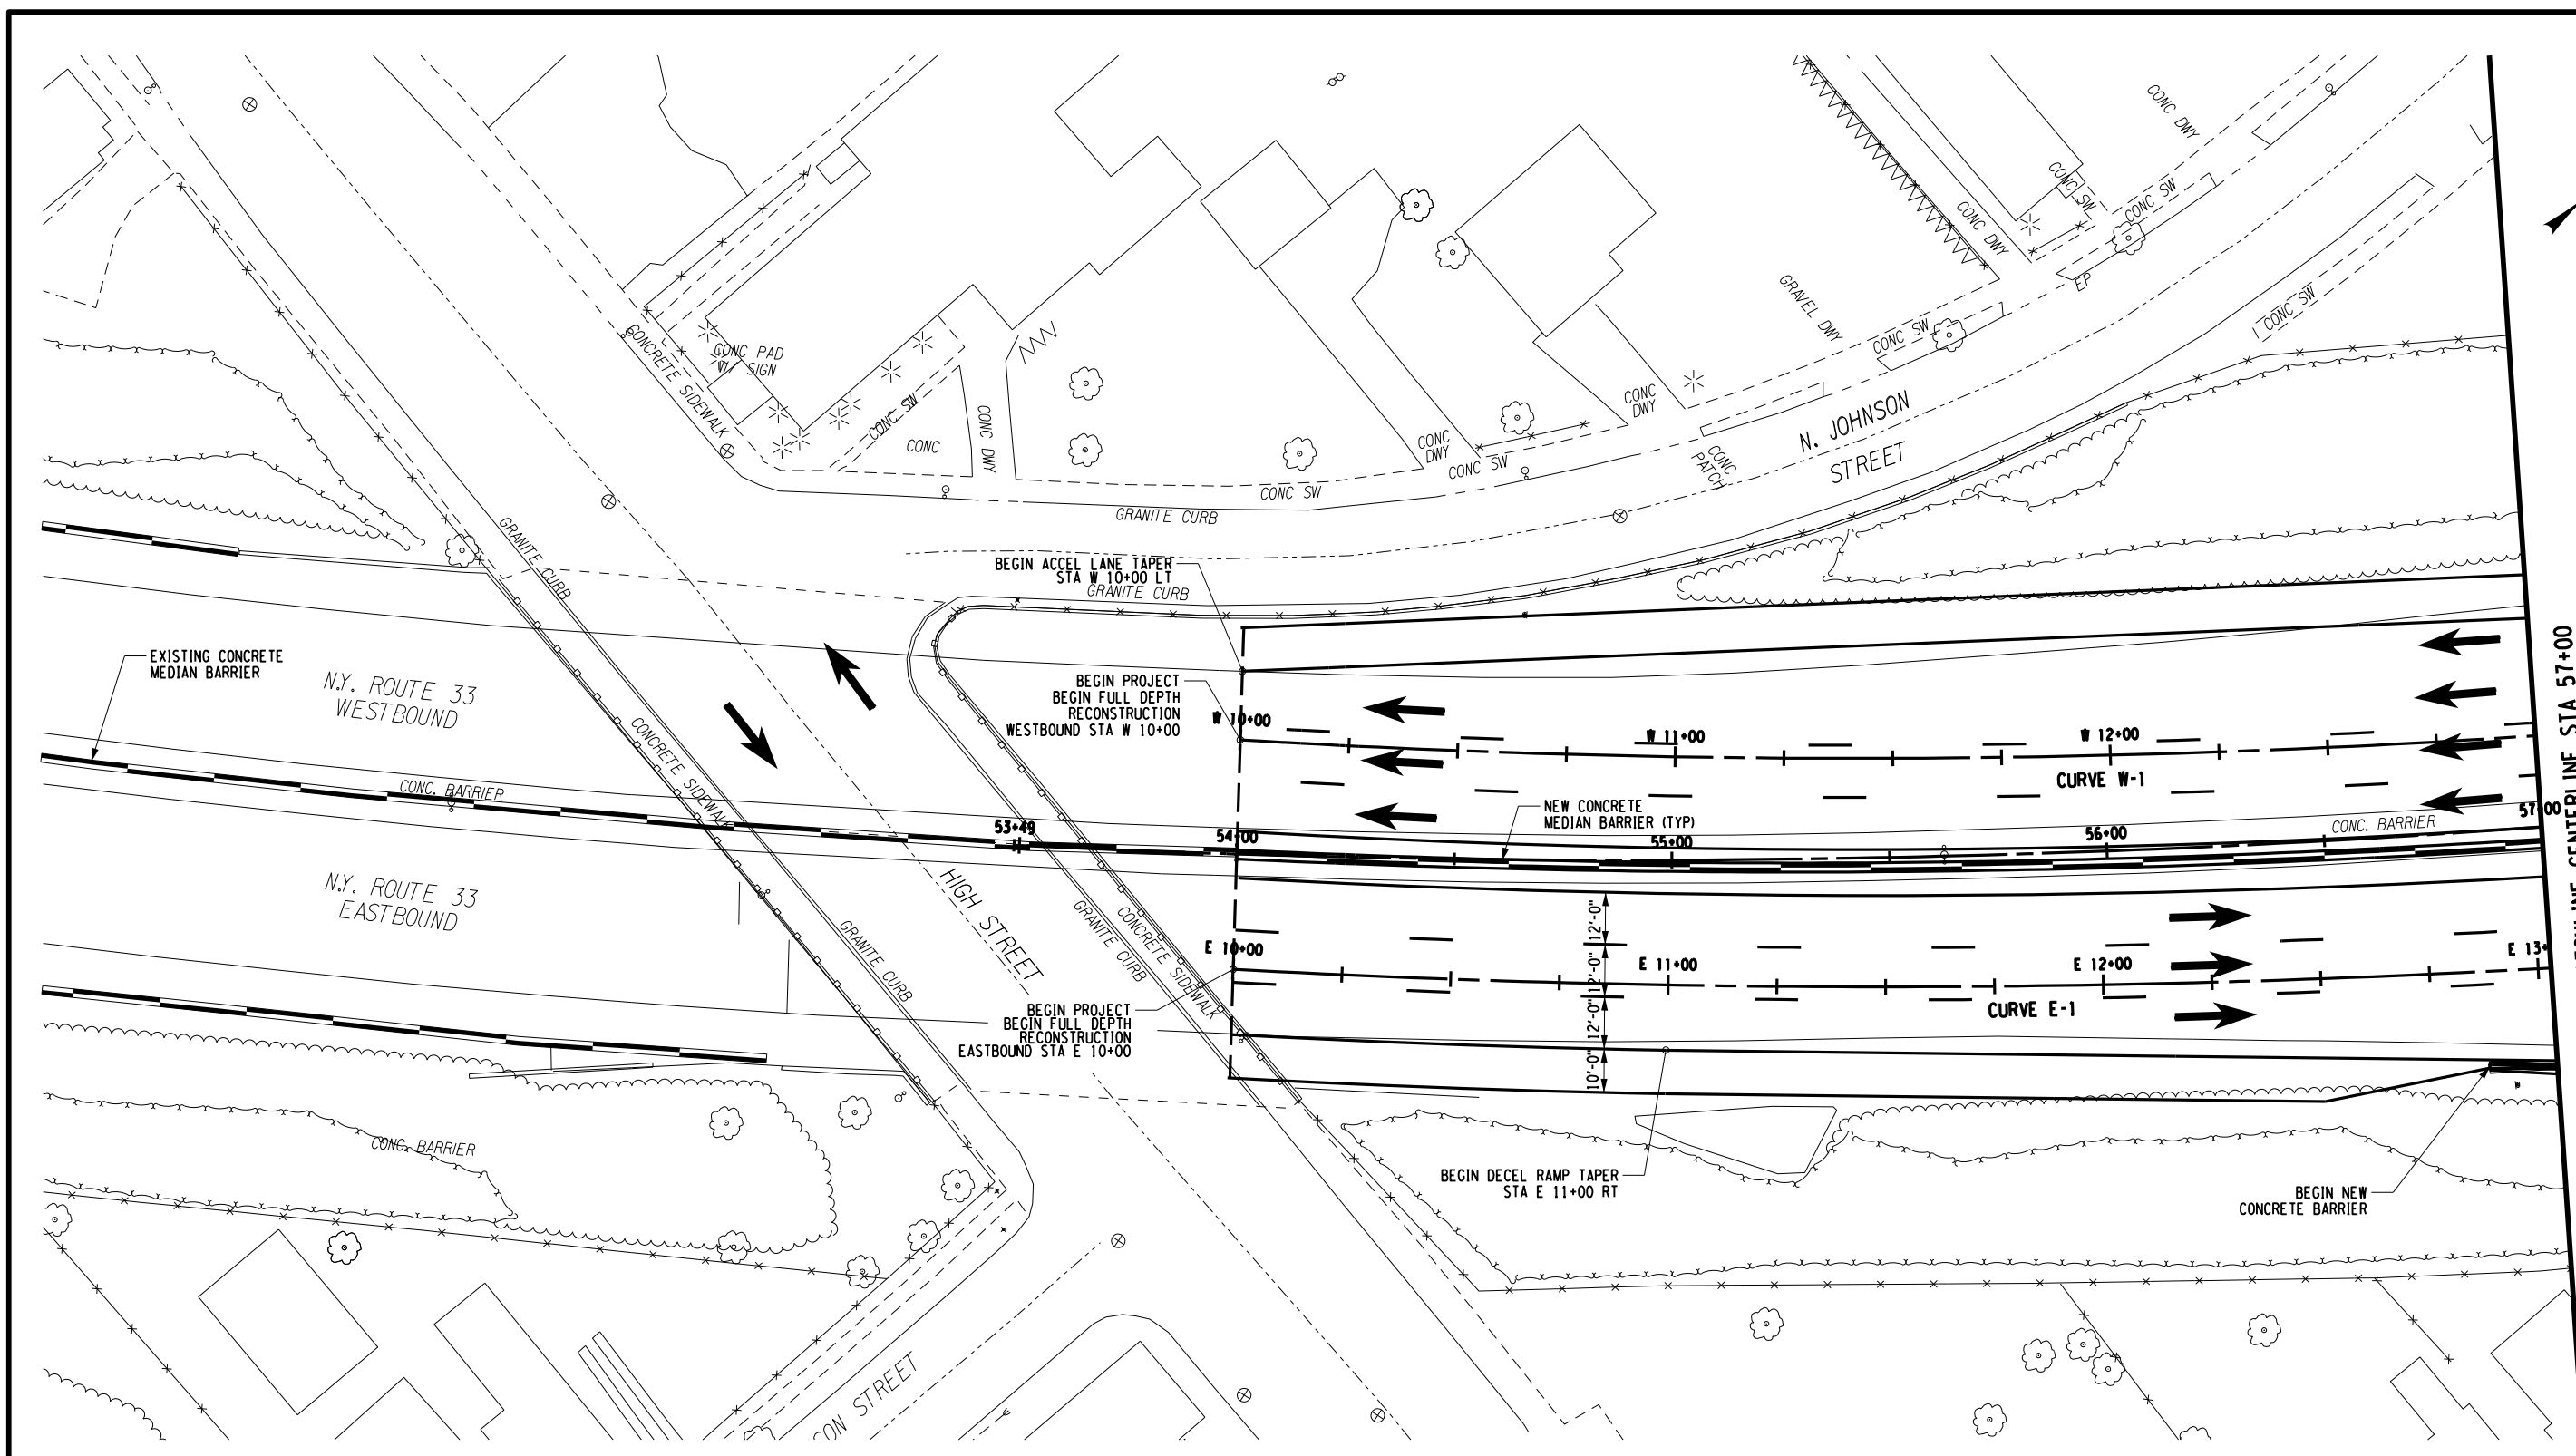 CONC DWY
CONC SW
CONC SW
CONC DWY
EP
GRAVEL DWY
CONC SW
CONC SW
CONCRETE SIDEWALK
CONC PAD
W/ SIGN
CONC SW
CONC
CONC DWY
CONC
DWY
CONC
DWY
CONC SW
CONC SW
CONC
PATCH
N. JOHNSON
STREET
GRANITE CURB
GRANITE CURB
BEGIN ACCEL LANE TAPER
STA W 10+00 LT
GRANITE CURB
EXISTING CONCRETE
MEDIAN BARRIER
N.Y. ROUTE 33
WESTBOUND
BEGIN PROJECT
BEGIN FULL DEPTH
RECONSTRUCTION
WESTBOUND STA W 10+00
W 10+00
W 11+00
W 12+00
CURVE W-1
CONCRETE SIDEWALK
CONC. BARRIER
NEW CONCRETE
MEDIAN BARRIER (TYP)
53+49
54+00
55+00
56+00
57+00
CONC. BARRIER
CENTERLINE STA 57+00
N.Y. ROUTE 33
EASTBOUND
HIGH STREET
GRANITE CURB
GRANITE CURB
CONCRETE SIDEWALK
12'-0"
12'-0"
12'-0"
10'-0"
E 10+00
E 11+00
E 12+00
E 13+
CURVE E-1
BEGIN PROJECT
BEGIN FULL DEPTH
RECONSTRUCTION
EASTBOUND STA E 10+00
CONC. BARRIER
BEGIN DECEL RAMP TAPER
STA E 11+00 RT
BEGIN NEW
CONCRETE BARRIER
STREET